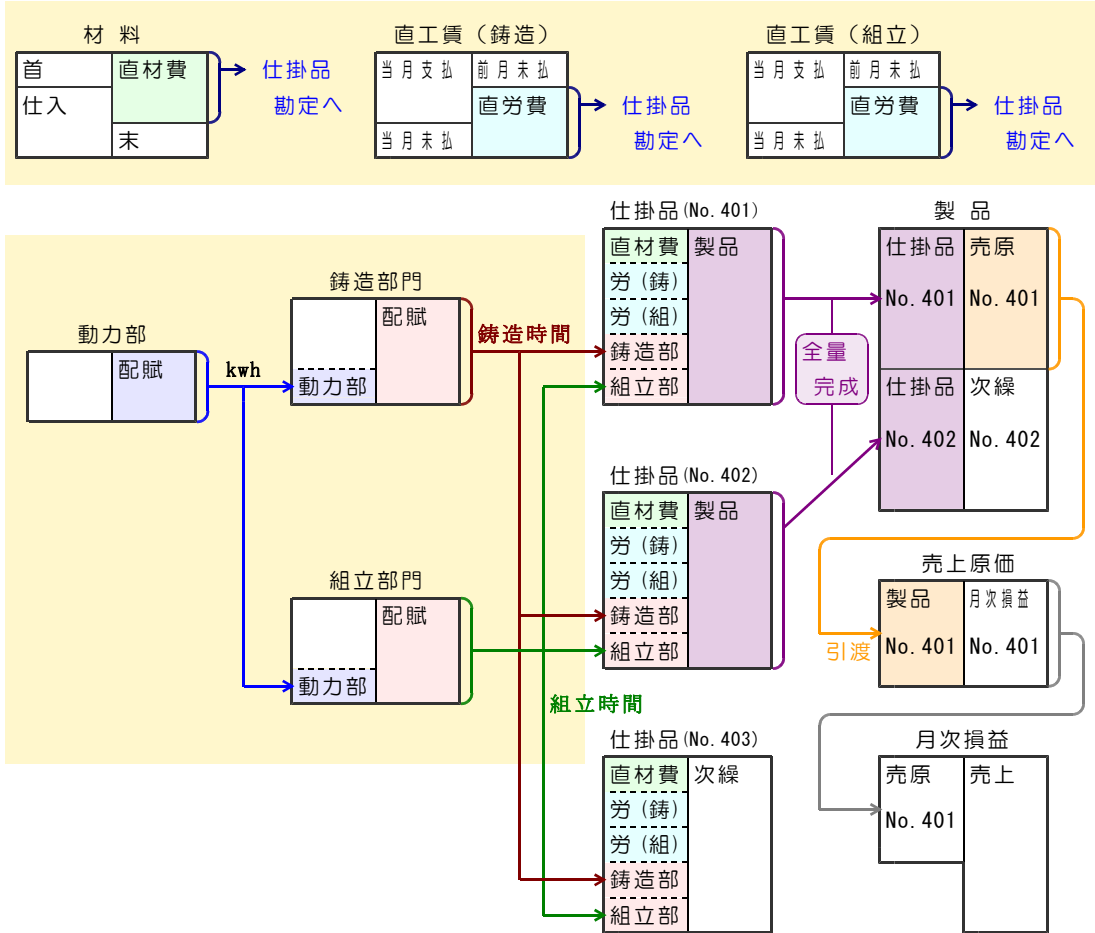 材 料
首
直材費
仕入
末
仕掛品
勘定へ
直工賃（鋳造）
当月支払
前月未払
直労費
当月未払
仕掛品
勘定へ
直工賃（組立）
当月支払
前月未払
直労費
当月未払
仕掛品
勘定へ
動力部
配賦
kwh
鋳造部門
配賦
動力部
鋳造時間
組立部門
配賦
動力部
組立時間
仕掛品(No.401)
直材費
製品
労(鋳)
労(組)
鋳造部
組立部
仕掛品(No.402)
直材費
製品
労(鋳)
労(組)
鋳造部
組立部
仕掛品(No.403)
直材費
次繰
労(鋳)
労(組)
鋳造部
組立部
全量
完成
製 品
仕掛品
売原
No.401
No.401
仕掛品
次繰
No.402
No.402
売上原価
製品
月次損益
No.401
No.401
引渡
月次損益
売原
売上
No.401